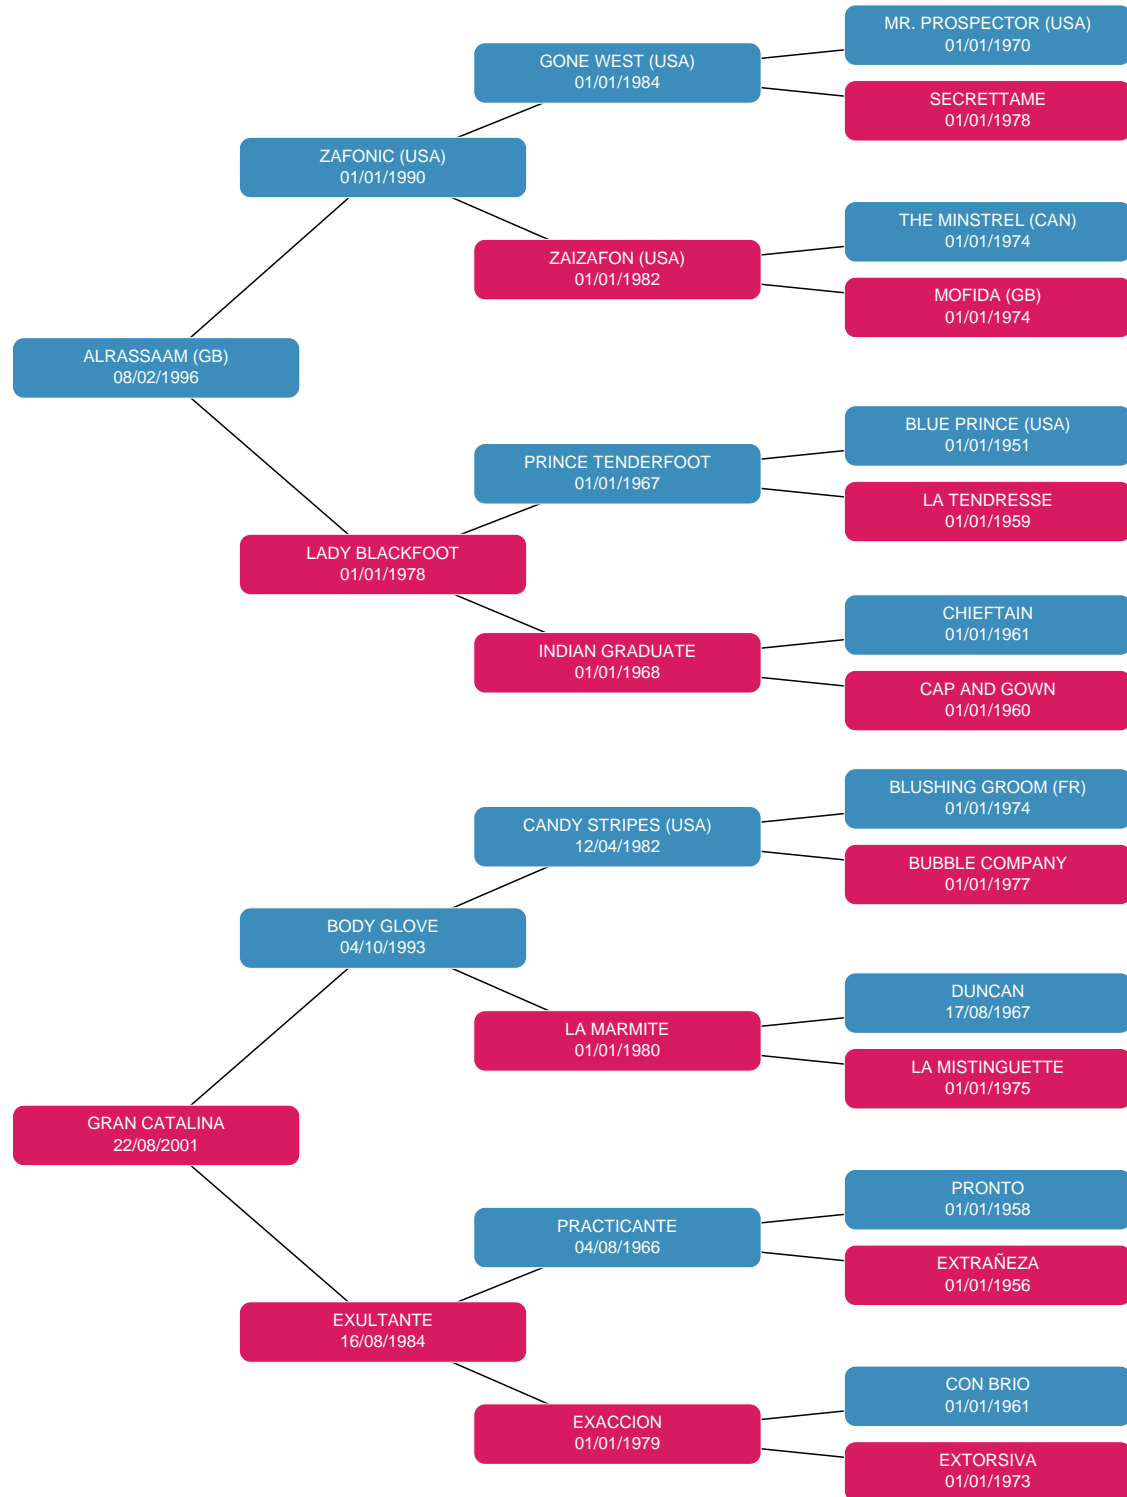 MR. PROSPECTOR (USA)
01/01/1970
GONE WEST (USA)
01/01/1984
SECRETTAME
01/01/1978
ZAFONIC (USA)
01/01/1990
THE MINSTREL (CAN)
01/01/1974
ZAIZAFON (USA)
01/01/1982
MOFIDA (GB)
01/01/1974
ALRASSAAM (GB)
08/02/1996
BLUE PRINCE (USA)
01/01/1951
PRINCE TENDERFOOT
01/01/1967
LA TENDRESSE
01/01/1959
LADY BLACKFOOT
01/01/1978
CHIEFTAIN
01/01/1961
INDIAN GRADUATE
01/01/1968
CAP AND GOWN
01/01/1960
BLUSHING GROOM (FR)
01/01/1974
CANDY STRIPES (USA)
12/04/1982
BUBBLE COMPANY
01/01/1977
BODY GLOVE
04/10/1993
DUNCAN
17/08/1967
LA MARMITE
01/01/1980
LA MISTINGUETTE
01/01/1975
GRAN CATALINA
22/08/2001
PRONTO
01/01/1958
PRACTICANTE
04/08/1966
EXTRAÑEZA
01/01/1956
EXULTANTE
16/08/1984
CON BRIO
01/01/1961
EXACCION
01/01/1979
EXTORSIVA
01/01/1973